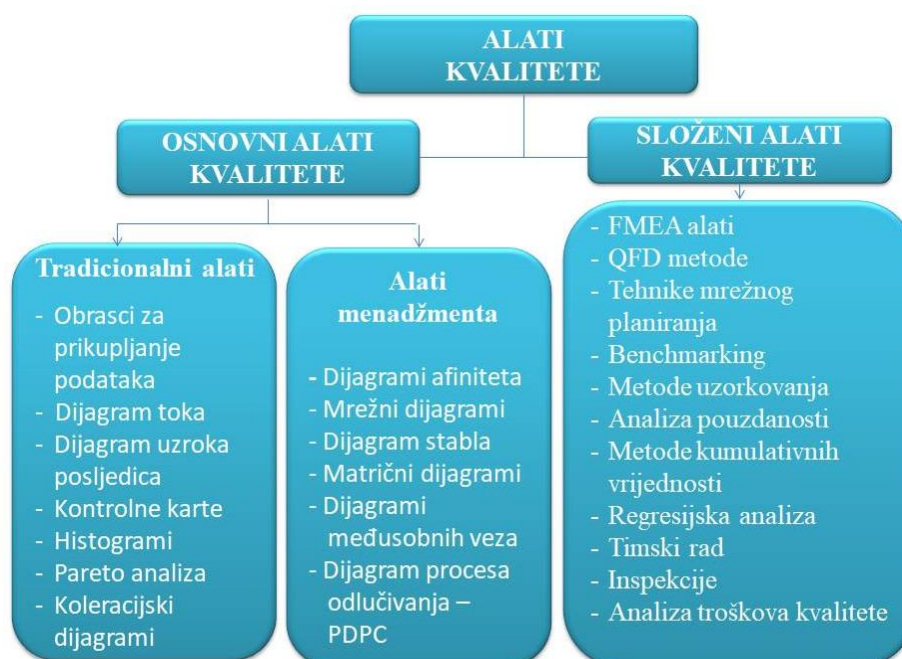 ALATI
KVALITETE
OSNOVNI ALATI
KVALITETE
SLOŽENI ALATI
KVALITETE
Tradicionalni alati
- Obrasci za
prikupljanje
podataka
- Dijagram toka
- Dijagram uzroka
posljedica
- Kontrolne karte
- Histogrami
- Pareto analiza
- Koleracijski
dijagrami
Alati
menadžmenta
- Dijagrami afiniteta
- Mrežni dijagrami
- Dijagram stabla
- Matrični dijagrami
- Dijagrami
međusobnih veza
- Dijagram procesa
odlučivanja –
PDPC
- FMEA alati
- QFD metode
- Tehnike mrežnog
planiranja
- Benchmarking
- Metode uzorkovanja
- Analiza pouzdanosti
- Metode kumulativnih
vrijednosti
- Regresijska analiza
- Timski rad
- Inspekcije
- Analiza troškova kvalitete